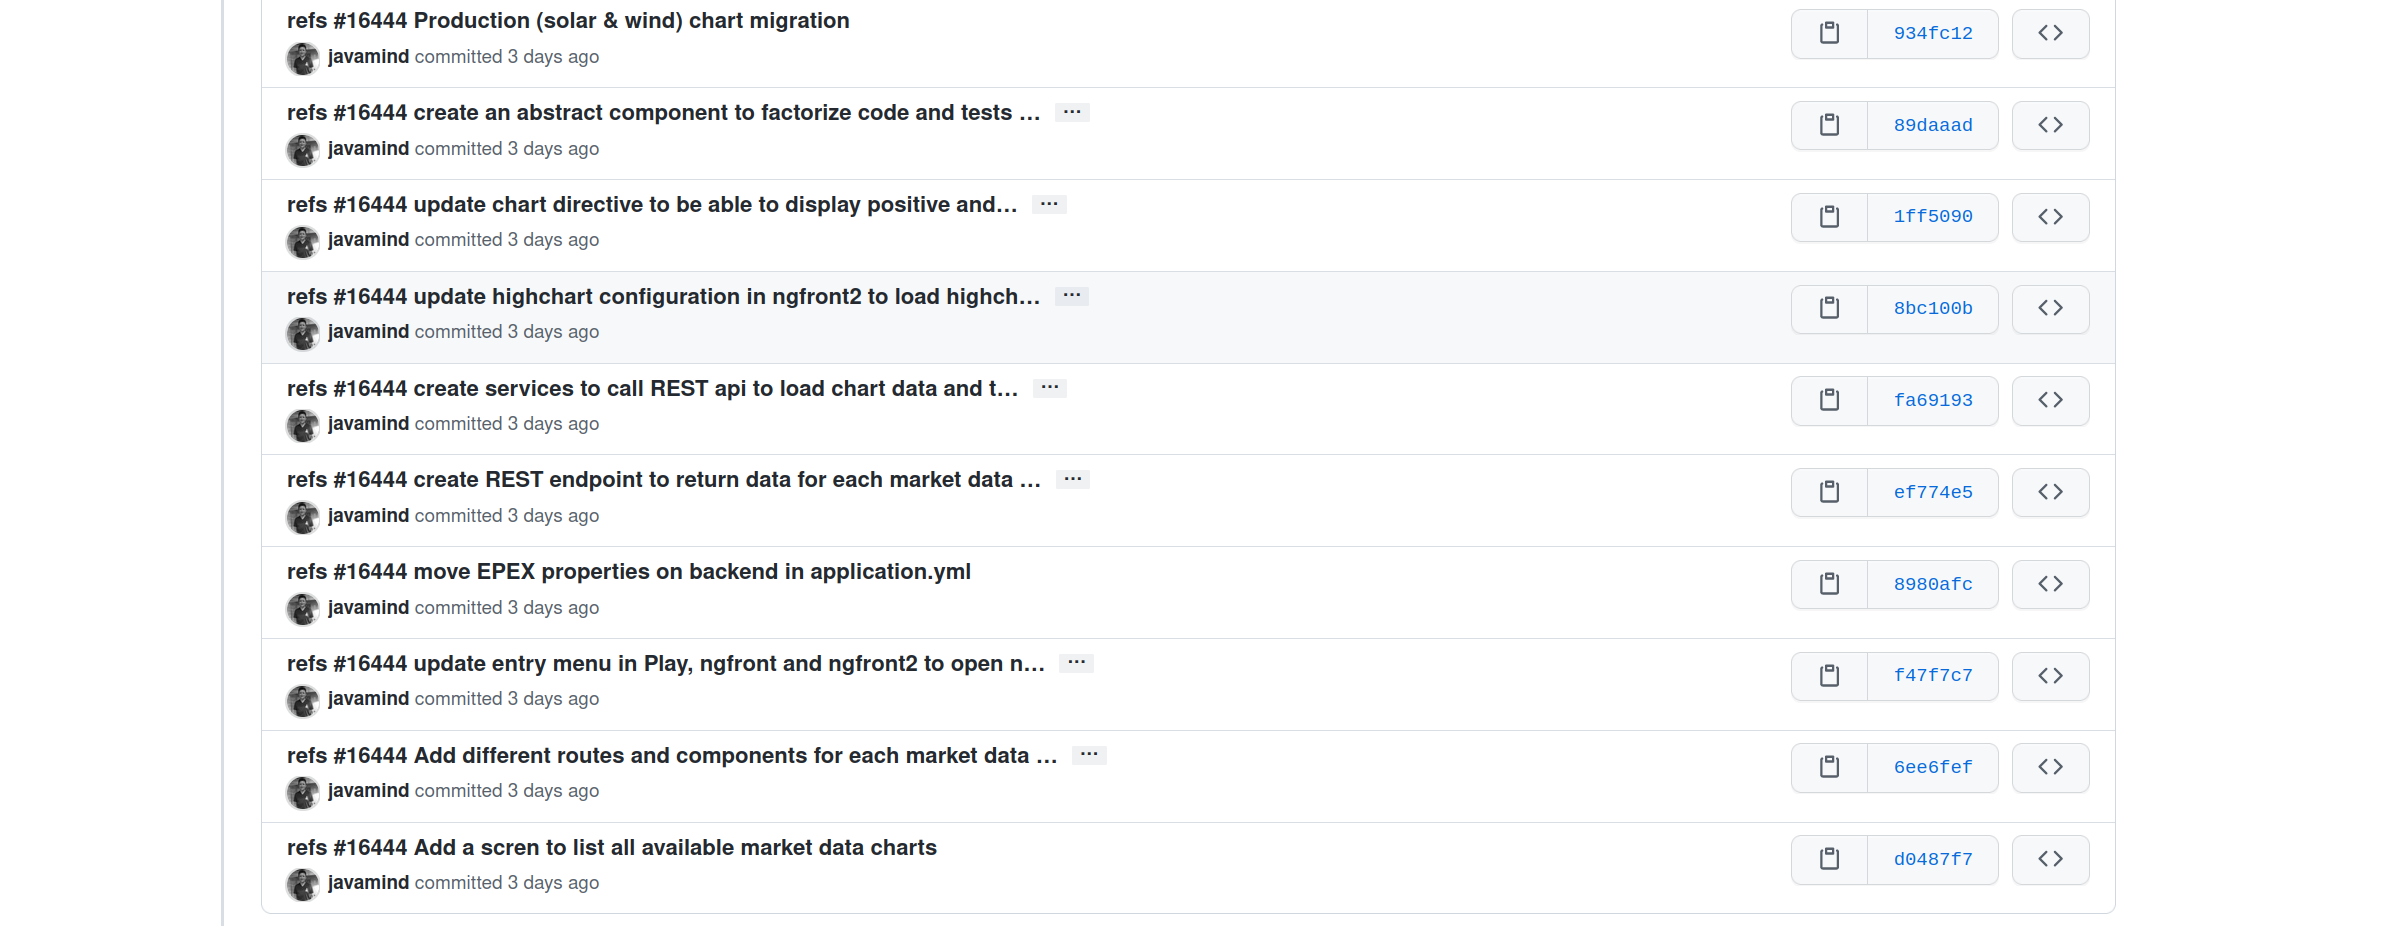 refs #16444 Production (solar & wind) chart migration
934fc12
javamind committed 3 days ago
refs #16444 create an abstract component to factorize code and tests …
89daaad
javamind committed 3 days ago
refs #16444 update chart directive to be able to display positive and…
1ff5090
javamind committed 3 days ago
refs #16444 update highchart configuration in ngfront2 to load highch…
8bc100b
javamind committed 3 days ago
refs #16444 create services to call REST api to load chart data and t…
fa69193
javamind committed 3 days ago
refs #16444 create REST endpoint to return data for each market data …
ef774e5
javamind committed 3 days ago
refs #16444 move EPEX properties on backend in application.yml
8980afc
javamind committed 3 days ago
refs #16444 update entry menu in Play, ngfront and ngfront2 to open n…
f47f7c7
javamind committed 3 days ago
refs #16444 Add different routes and components for each market data …
6ee6fef
javamind committed 3 days ago
refs #16444 Add a scren to list all available market data charts
d0487f7
javamind committed 3 days ago